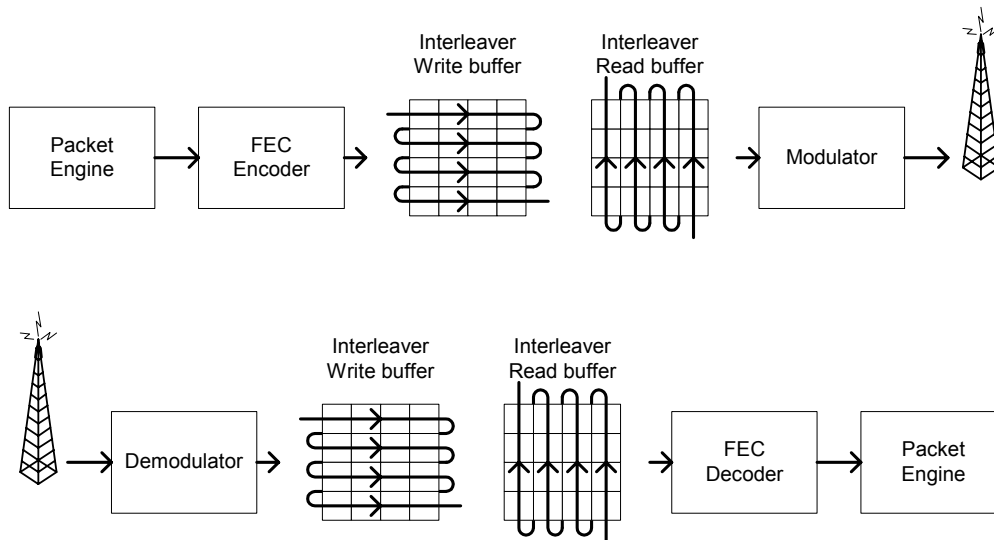 Interleaver
Write buffer
Interleaver
Read buffer
Packet
Engine
FEC
Encoder
Modulator
Interleaver
Write buffer
Interleaver
Read buffer
Demodulator
FEC
Decoder
Packet
Engine